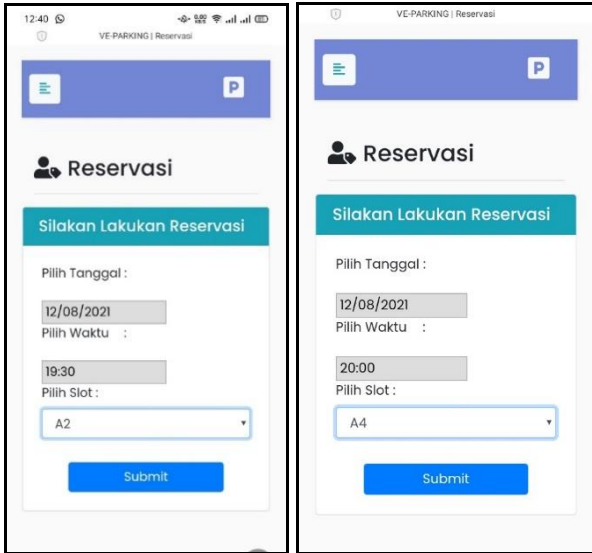 12:40
VE-PARKING | Reservasi
P
Reservasi
Silakan Lakukan Reservasi
Pilih Tanggal :
12/08/2021
Pilih Waktu :
19:30
Pilih Slot :
A2
Submit
VE-PARKING | Reservasi
P
Reservasi
Silakan Lakukan Reservasi
Pilih Tanggal :
12/08/2021
Pilih Waktu :
20:00
Pilih Slot :
A4
Submit